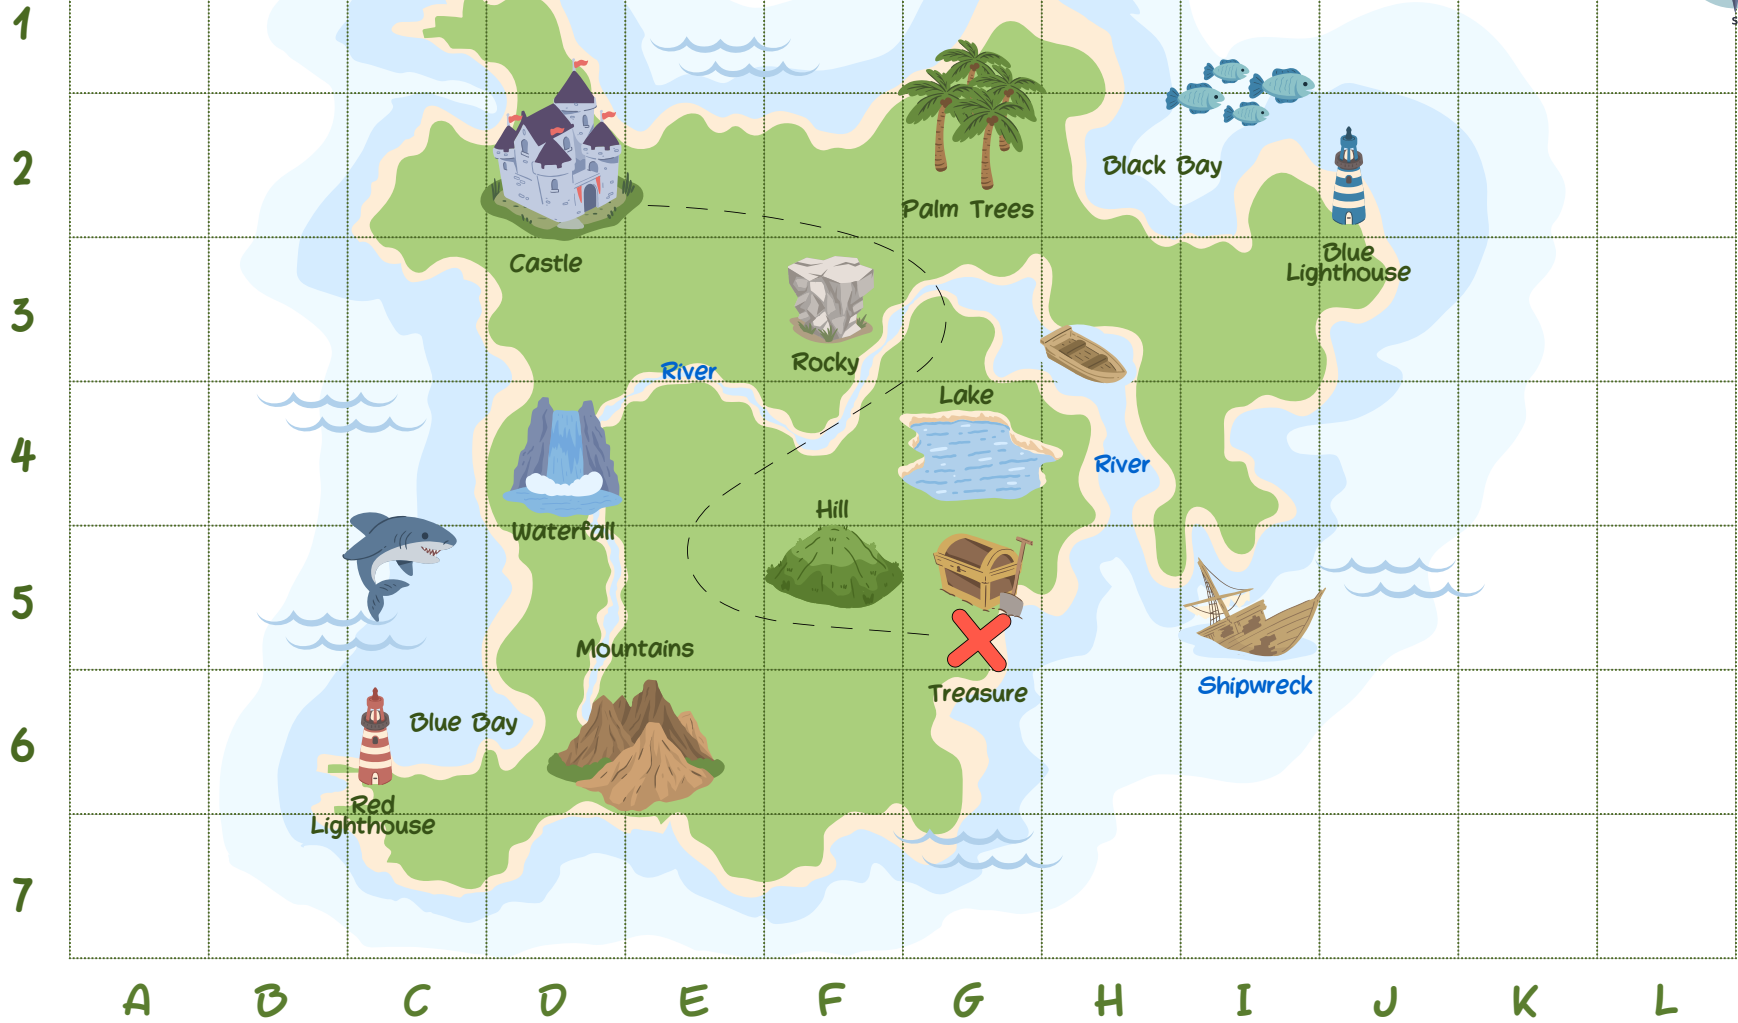 S
1
2
Black Bay
Palm Trees
Blue
Lighthouse
Castle
3
Rocky
River
Lake
4
River
Hill
Waterfall
5
Mountains
Treasure
Shipwreck
6
Blue Bay
Red
Lighthouse
7
A B C D E F G H I J K L